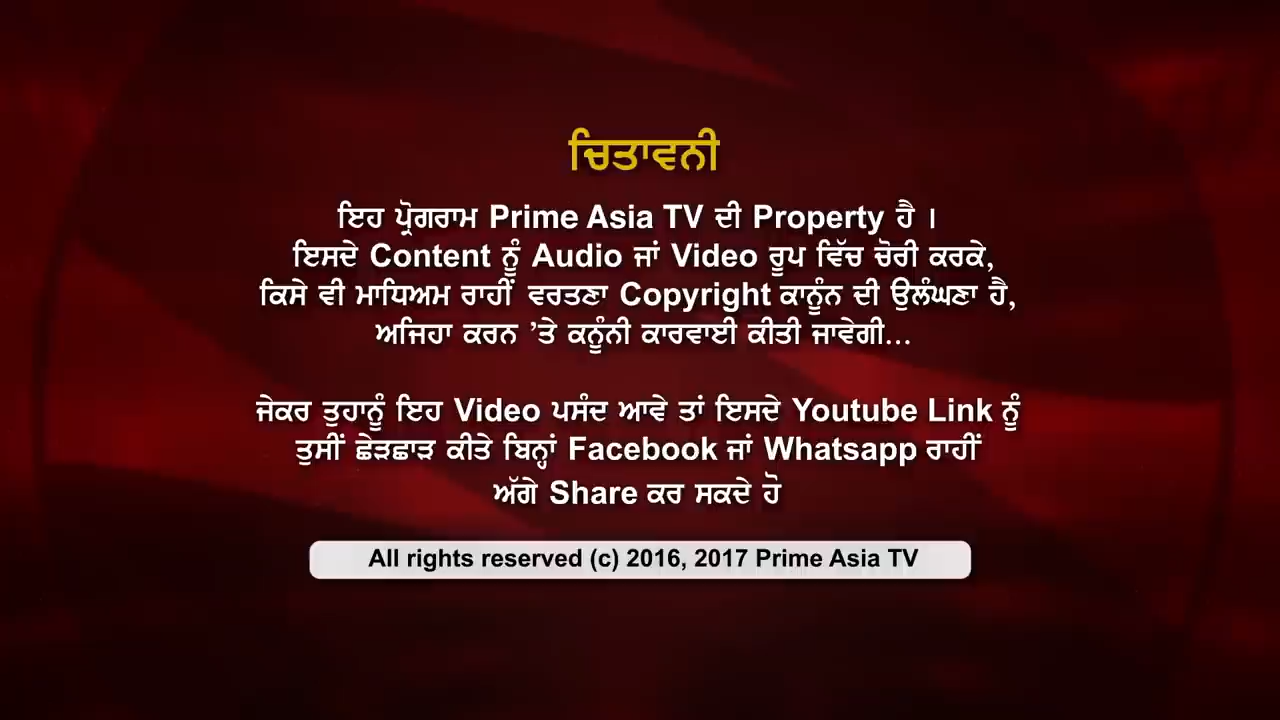 ਚਿਤਾਵਨੀ
ਇਹ ਪ੍ਰੋਗਰਾਮ Prime Asia TV ਦੀ Property ਹੈ ।
ਇਸਦੇ Content ਨੂੰ Audio ਜਾਂ Video ਰੂਪ ਵਿੱਚ ਚੋਰੀ ਕਰਕੇ,
ਕਿਸੇ ਵੀ ਮਾਧਿਅਮ ਰਾਹੀਂ ਵਰਤਣਾ Copyright ਕਾਨੂੰਨ ਦੀ ਉਲੰਘਣਾ ਹੈ,
ਅਜਿਹਾ ਕਰਨ ’ਤੇ ਕਨੂੰਨੀ ਕਾਰਵਾਈ ਕੀਤੀ ਜਾਵੇਗੀ...
ਜੇਕਰ ਤੁਹਾਨੂੰ ਇਹ Video ਪਸੰਦ ਆਵੇ ਤਾਂ ਇਸਦੇ Youtube Link ਨੂੰ
ਤੁਸੀਂ ਛੇੜਛਾੜ ਕੀਤੇ ਬਿਨ੍ਹਾਂ Facebook ਜਾਂ Whatsapp ਰਾਹੀਂ
ਅੱਗੇ Share ਕਰ ਸਕਦੇ ਹੋ
All rights reserved (c) 2016, 2017 Prime Asia TV